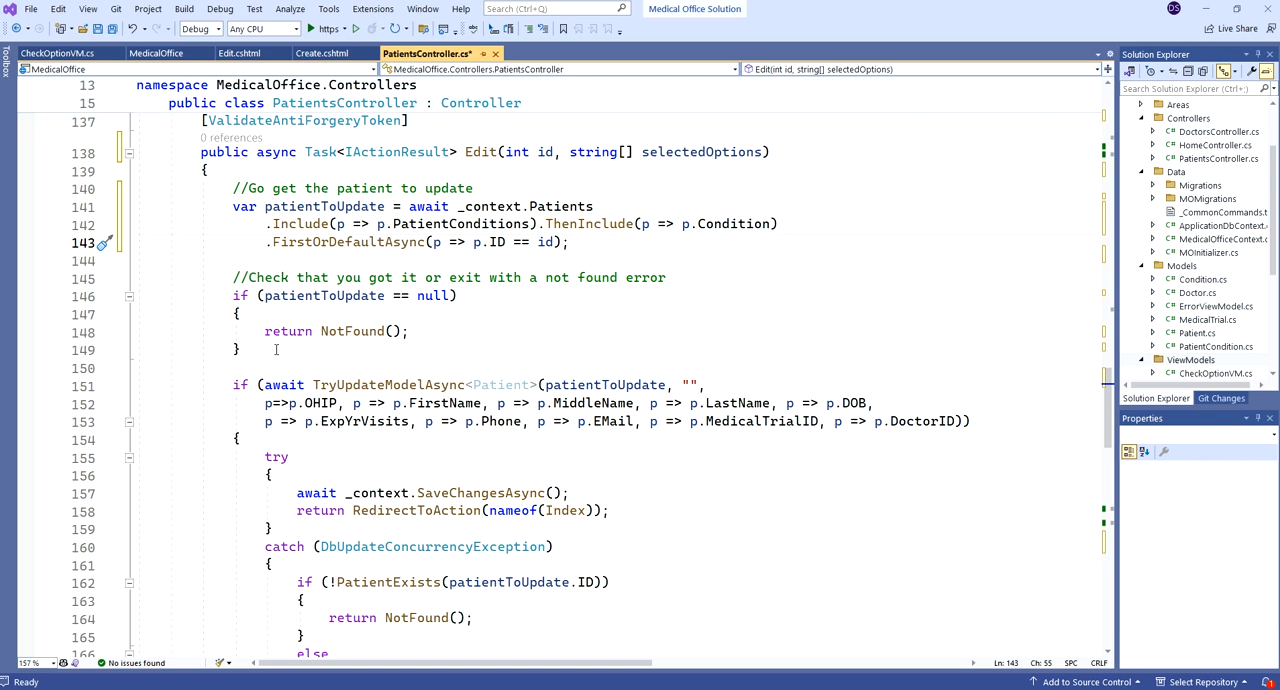 File Edit View Git Project Build Debug Test Analyze Tools Extensions Window Help Search (Ctrl+Q) Medical Office Solution DS
Debug Any CPU https Live Share
Toolbox
CheckOptionVM.cs MedicalOffice Edit.cshtml Create.cshtml PatientsController.cs*
MedicalOffice MedicalOffice.Controllers.PatientsController Edit(int id, string[] selectedOptions)
13 namespace MedicalOffice.Controllers
15 public class PatientsController : Controller
137 [ValidateAntiForgeryToken]
0 references
138 public async Task<IActionResult> Edit(int id, string[] selectedOptions)
139 {
140 //Go get the patient to update
141 var patientToUpdate = await _context.Patients
142 .Include(p => p.PatientConditions).ThenInclude(p => p.Condition)
143 .FirstOrDefaultAsync(p => p.ID == id);
144
145 //Check that you got it or exit with a not found error
146 if (patientToUpdate == null)
147 {
148 return NotFound();
149 }
150
151 if (await TryUpdateModelAsync<Patient>(patientToUpdate, "",
152 p=>p.OHIP, p => p.FirstName, p => p.MiddleName, p => p.LastName, p => p.DOB,
153 p => p.ExpYrVisits, p => p.Phone, p => p.EMail, p => p.MedicalTrialID, p => p.DoctorID))
154 {
155 try
156 {
157 await _context.SaveChangesAsync();
158 return RedirectToAction(nameof(Index));
159 }
160 catch (DbUpdateConcurrencyException)
161 {
162 if (!PatientExists(patientToUpdate.ID))
163 {
164 return NotFound();
165 }
166 else
157 % No issues found Ln: 143 Ch: 55 SPC CRLF
Solution Explorer
Search Solution Explorer (Ctrl+;)
Areas
Controllers
C# DoctorsController.cs
C# HomeController.cs
C# PatientsController.cs
Data
Migrations
MOMigrations
_CommonCommands.t
C# ApplicationDbContext.c
C# MedicalOfficeContext.c
C# MOInitializer.cs
Models
C# Condition.cs
C# Doctor.cs
C# ErrorViewModel.cs
C# MedicalTrial.cs
C# Patient.cs
C# PatientCondition.cs
ViewModels
C# CheckOptionVM.cs
Solution Explorer Git Changes
Properties
Ready Add to Source Control Select Repository 1